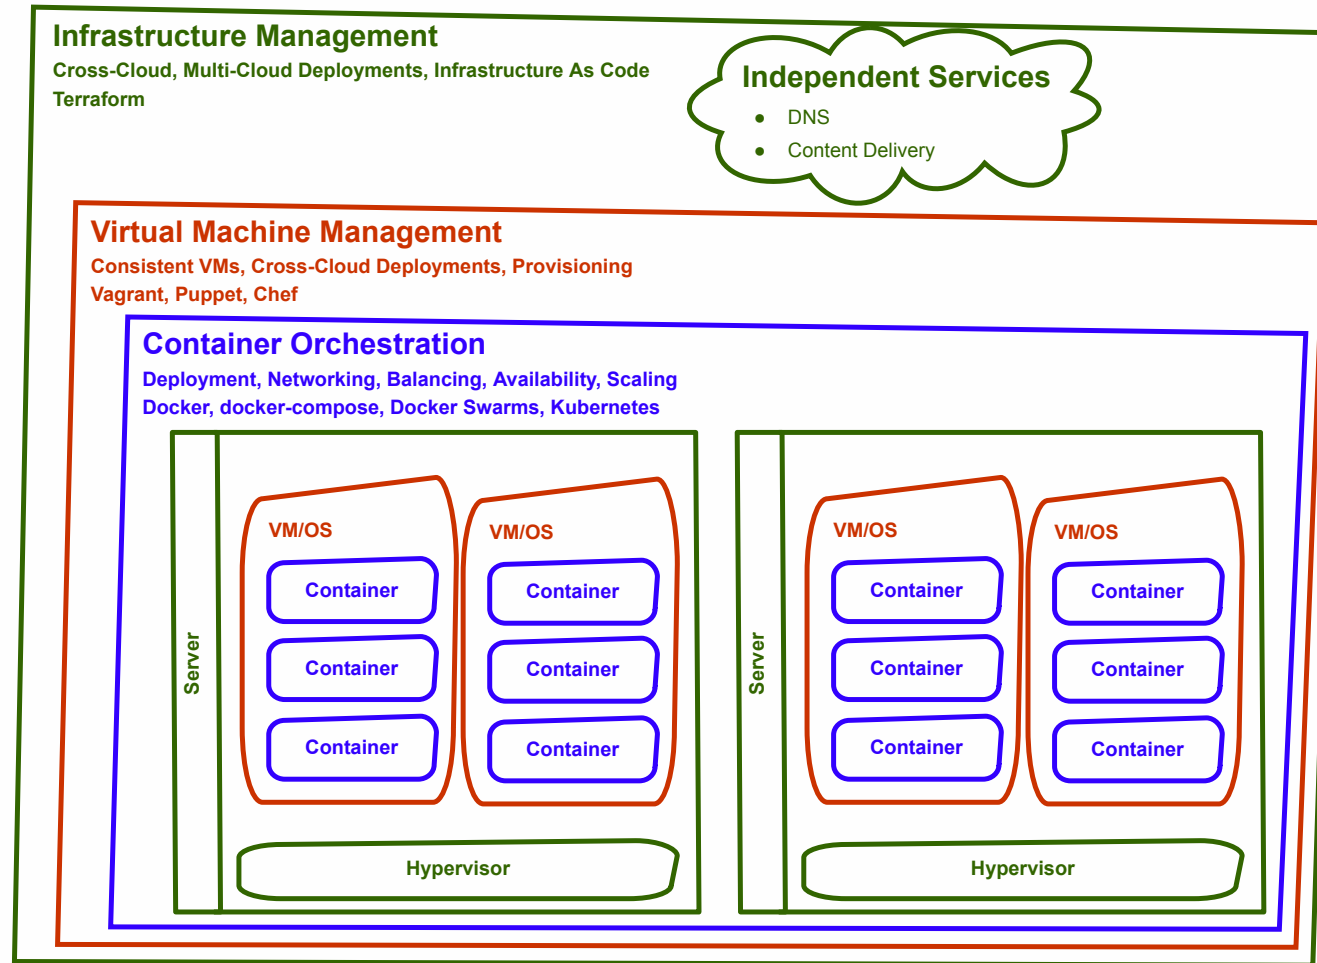 Infrastructure Management
Cross-Cloud, Multi-Cloud Deployments, Infrastructure As Code
Terraform
Independent Services
● DNS
● Content Delivery
Virtual Machine Management
Consistent VMs, Cross-Cloud Deployments, Provisioning
Vagrant, Puppet, Chef
Container Orchestration
Deployment, Networking, Balancing, Availability, Scaling
Docker, docker-compose, Docker Swarms, Kubernetes
Server
VM/OS
Container
Container
Container
VM/OS
Container
Container
Container
Hypervisor
Server
VM/OS
Container
Container
Container
VM/OS
Container
Container
Container
Hypervisor